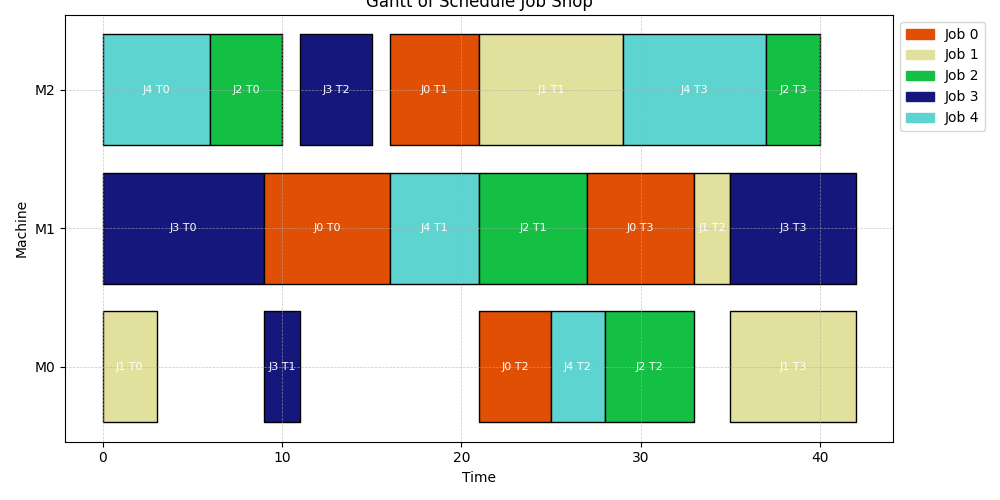 Gantt of Schedule Job Shop
M2
J4 T0
J2 T0
J3 T2
J0 T1
J1 T1
J4 T3
J2 T3
Job 0
Job 1
Job 2
Job 3
Job 4
Machine
M1
J3 T0
J0 T0
J4 T1
J2 T1
J0 T3
J1 T2
J3 T3
M0
J1 T0
J3 T1
J0 T2
J4 T2
J2 T2
J1 T3
0
10
20
30
40
Time